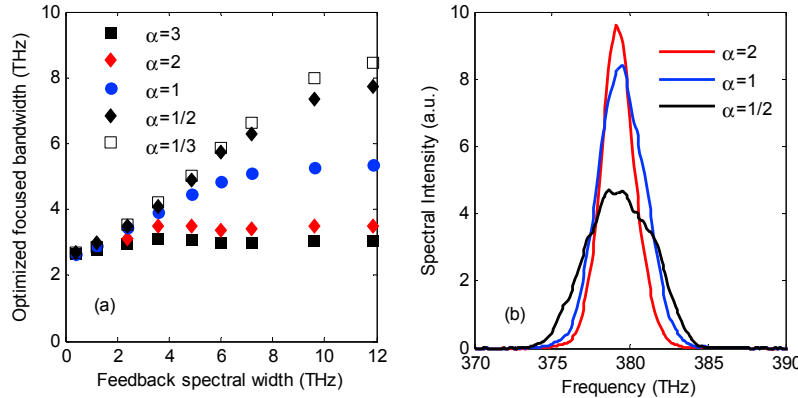 Optimized focused bandwidth (THz)
10
8
6
4
2
0
α=3
α=2
α=1
α=1/2
α=1/3
(a)
0 2 4 6 8 10 12
Feedback spectral width (THz)
Spectral Intensity (a.u.)
10
8
6
4
2
0
α=2
α=1
α=1/2
(b)
370 375 380 385 390
Frequency (THz)